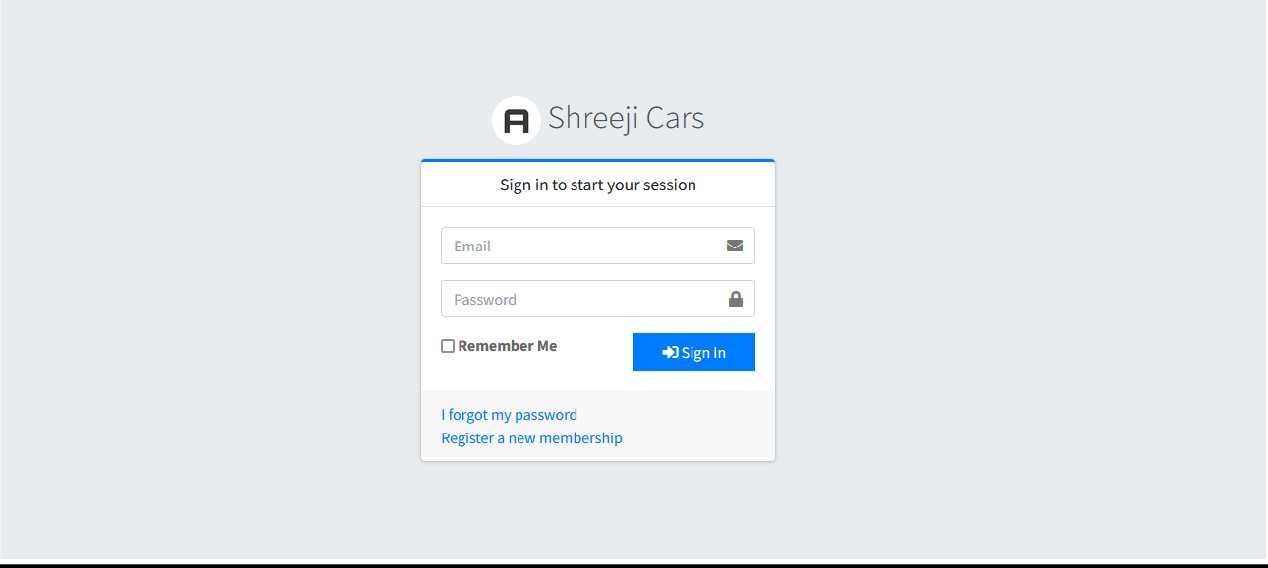 A Shreeji Cars
Sign in to start your session
Email
Password
Remember Me
Sign In
I forgot my password
Register a new membership